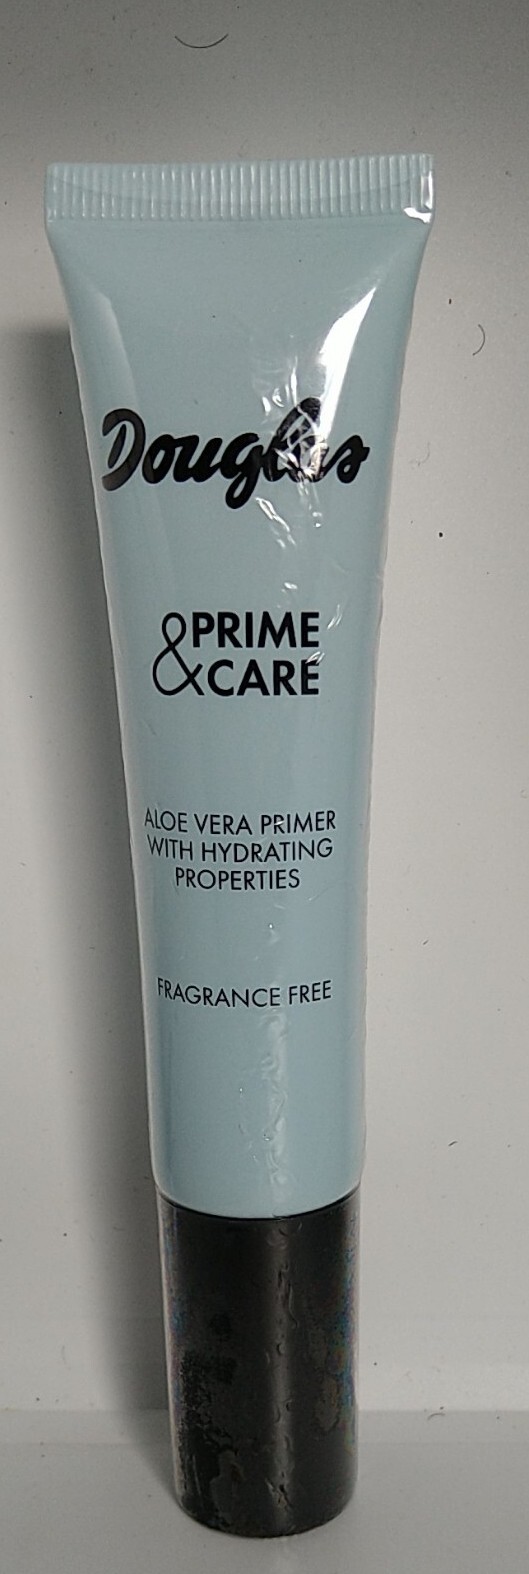 Douglas
PRIME
& CARE
ALOE VERA PRIMER
WITH HYDRATING
PROPERTIES
FRAGRANCE FREE